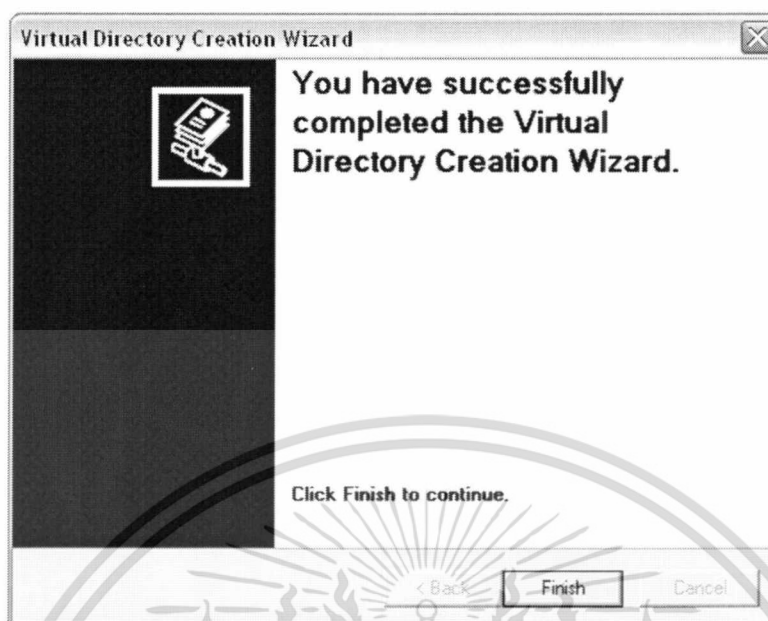 Virtual Directory Creation Wizard
You have successfully
completed the Virtual
Directory Creation Wizard.
Click Finish to continue.
< Back
Finish
Cancel